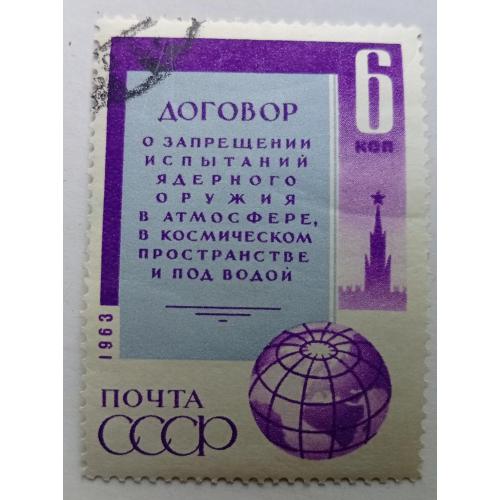 6
КОП
ДОГОВОР
О ЗАПРЕЩЕНИИ
ИСПЫТАНИЙ
ЯДЕРНОГО
ОРУЖИЯ
В АТМОСФЕРЕ,
В КОСМИЧЕСКОМ
ПРОСТРАНСТВЕ
И ПОД ВОДОЙ
1963
ПОЧТА
СССР